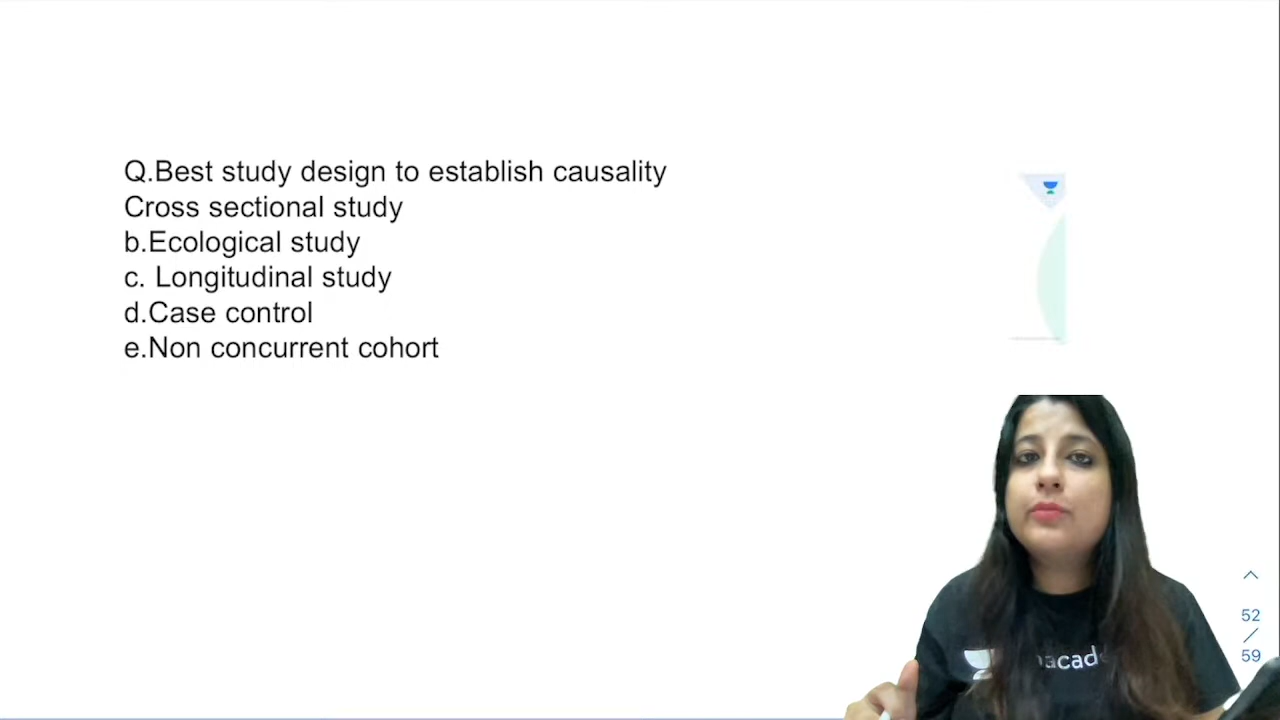 Q.Best study design to establish causality
Cross sectional study
b.Ecological study
c. Longitudinal study
d.Case control
e.Non concurrent cohort
52
/
59